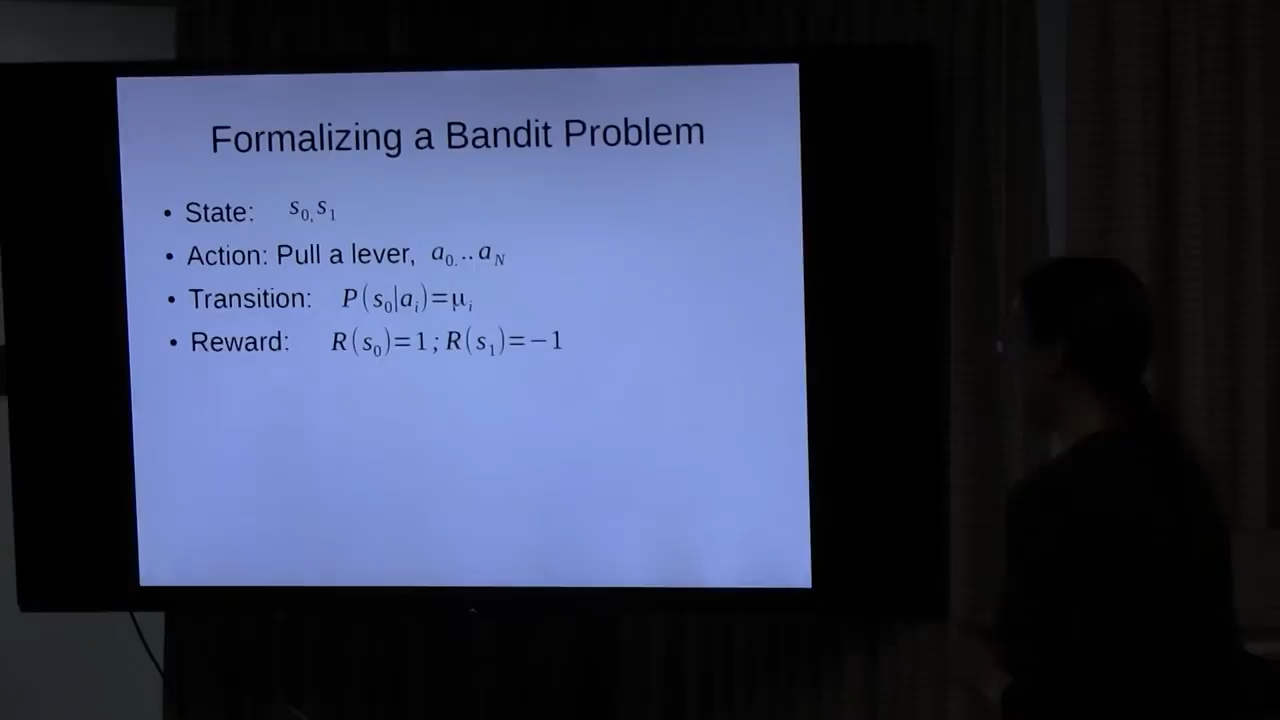 Formalizing a Bandit Problem
• State: s₀,s₁
• Action: Pull a lever, a₀...a_N
• Transition: P(s₀|aᵢ)=μᵢ
• Reward: R(s₀)=1;R(s₁)=−1